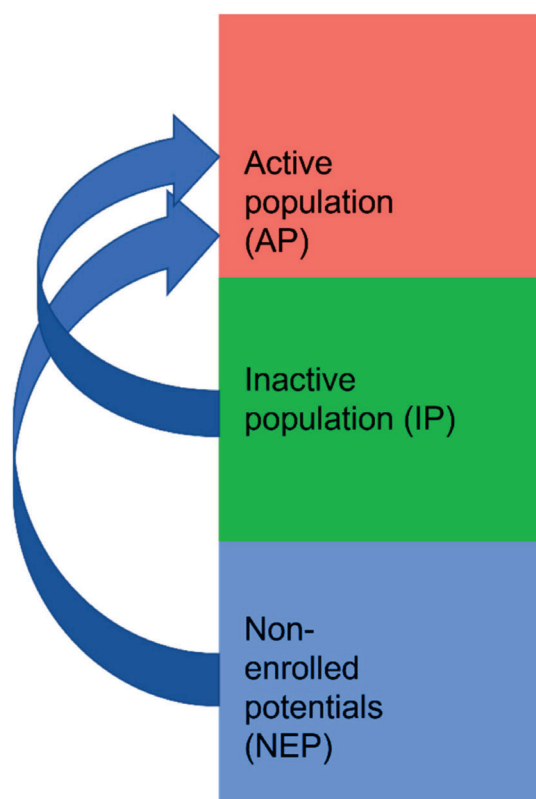 Active
population
(AP)
Inactive
population (IP)
Non-
enrolled
potentials
(NEP)